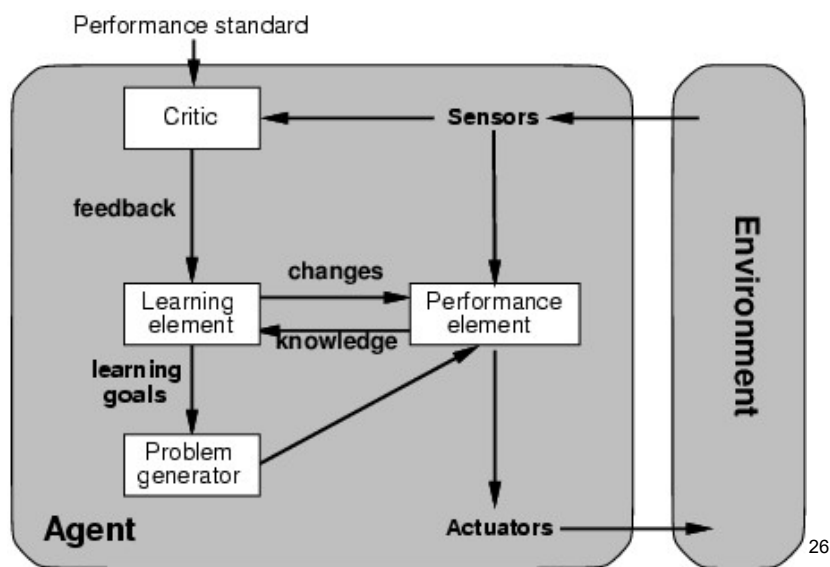 Performance standard
Critic
Sensors
feedback
changes
Learning
element
Performance
element
knowledge
learning
goals
Problem
generator
Agent
Actuators
Environment
26